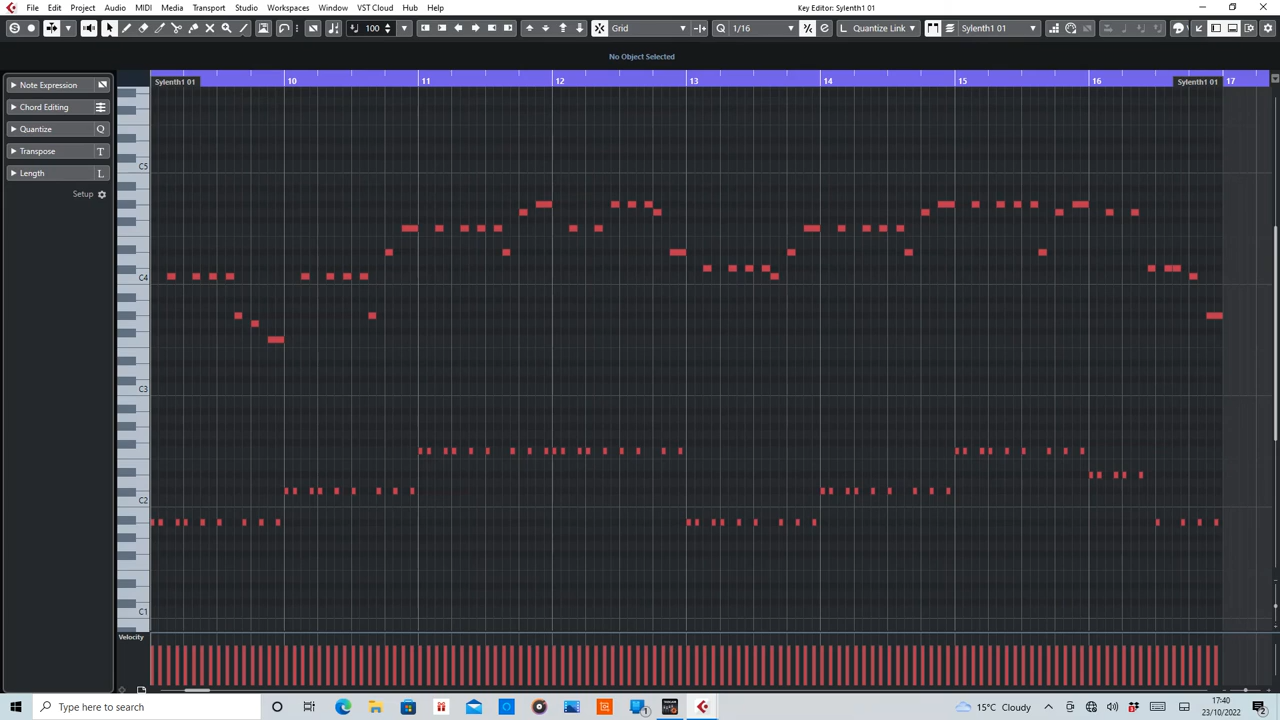 File Edit Project Audio MIDI Media Transport Studio Workspaces Window VST Cloud Hub Help
Key Editor: Sylenth1 01
100 Grid Q 1/16 Quantize Link Sylenth1 01
No Object Selected
Note Expression
Chord Editing
Quantize Q
Transpose T
Length L
Setup
Sylenth1 01 10 11 12 13 14 15 16 Sylenth1 01 17
C5
C4
C3
C2
C1
Velocity
Type here to search
15°C Cloudy
17:40
23/10/2022